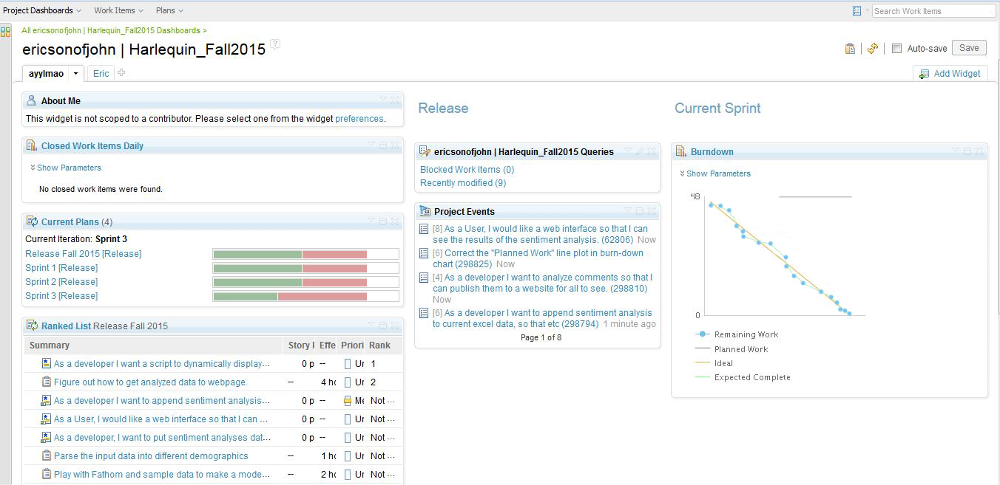 Project Dashboards Work Items Plans Search Work Items
All ericsonofjohn | Harlequin_Fall2015 Dashboards >
ericsonofjohn | Harlequin_Fall2015 ?
Auto-save Save
ayylmao Eric
Add Widget
About Me
This widget is not scoped to a contributor. Please select one from the widget preferences.
Closed Work Items Daily
Show Parameters
No closed work items were found.
Current Plans (4)
Current Iteration: Sprint 3
Release Fall 2015 [Release]
Sprint 1 [Release]
Sprint 2 [Release]
Sprint 3 [Release]
Ranked List Release Fall 2015
Summary Story Effe Priori Rank
As a developer I want a script to dynamically display... 0 p -- Ur 1
Figure out how to get analyzed data to webpage. -- 4 ho Ur 2
As a developer I want to append sentiment analysis... 0 p -- Me Not ...
As a User, I would like a web interface so that I can ... 0 p -- Ur Not ...
As a developer, I want to put sentiment analyses dat... 0 p -- Ur Not ...
Parse the input data into different demographics -- 1 ho Ur Not ...
Play with Fathom and sample data to make a mode... -- 2 ho Ur Not ...
Release
ericsonofjohn | Harlequin_Fall2015 Queries
Blocked Work Items (0)
Recently modified (9)
Project Events
[8] As a User, I would like a web interface so that I can
see the results of the sentiment analysis. (62806) Now
[6] Correct the "Planned Work" line plot in burn-down
chart (298825) Now
[4] As a developer I want to analyze comments so that I
can publish them to a website for all to see. (298810)
Now
[6] As a developer I want to append sentiment analysis
to current excel data, so that etc (298794) 1 minute ago
Page 1 of 8
Current Sprint
Burndown
Show Parameters
48
0
Remaining Work
Planned Work
Ideal
Expected Complete